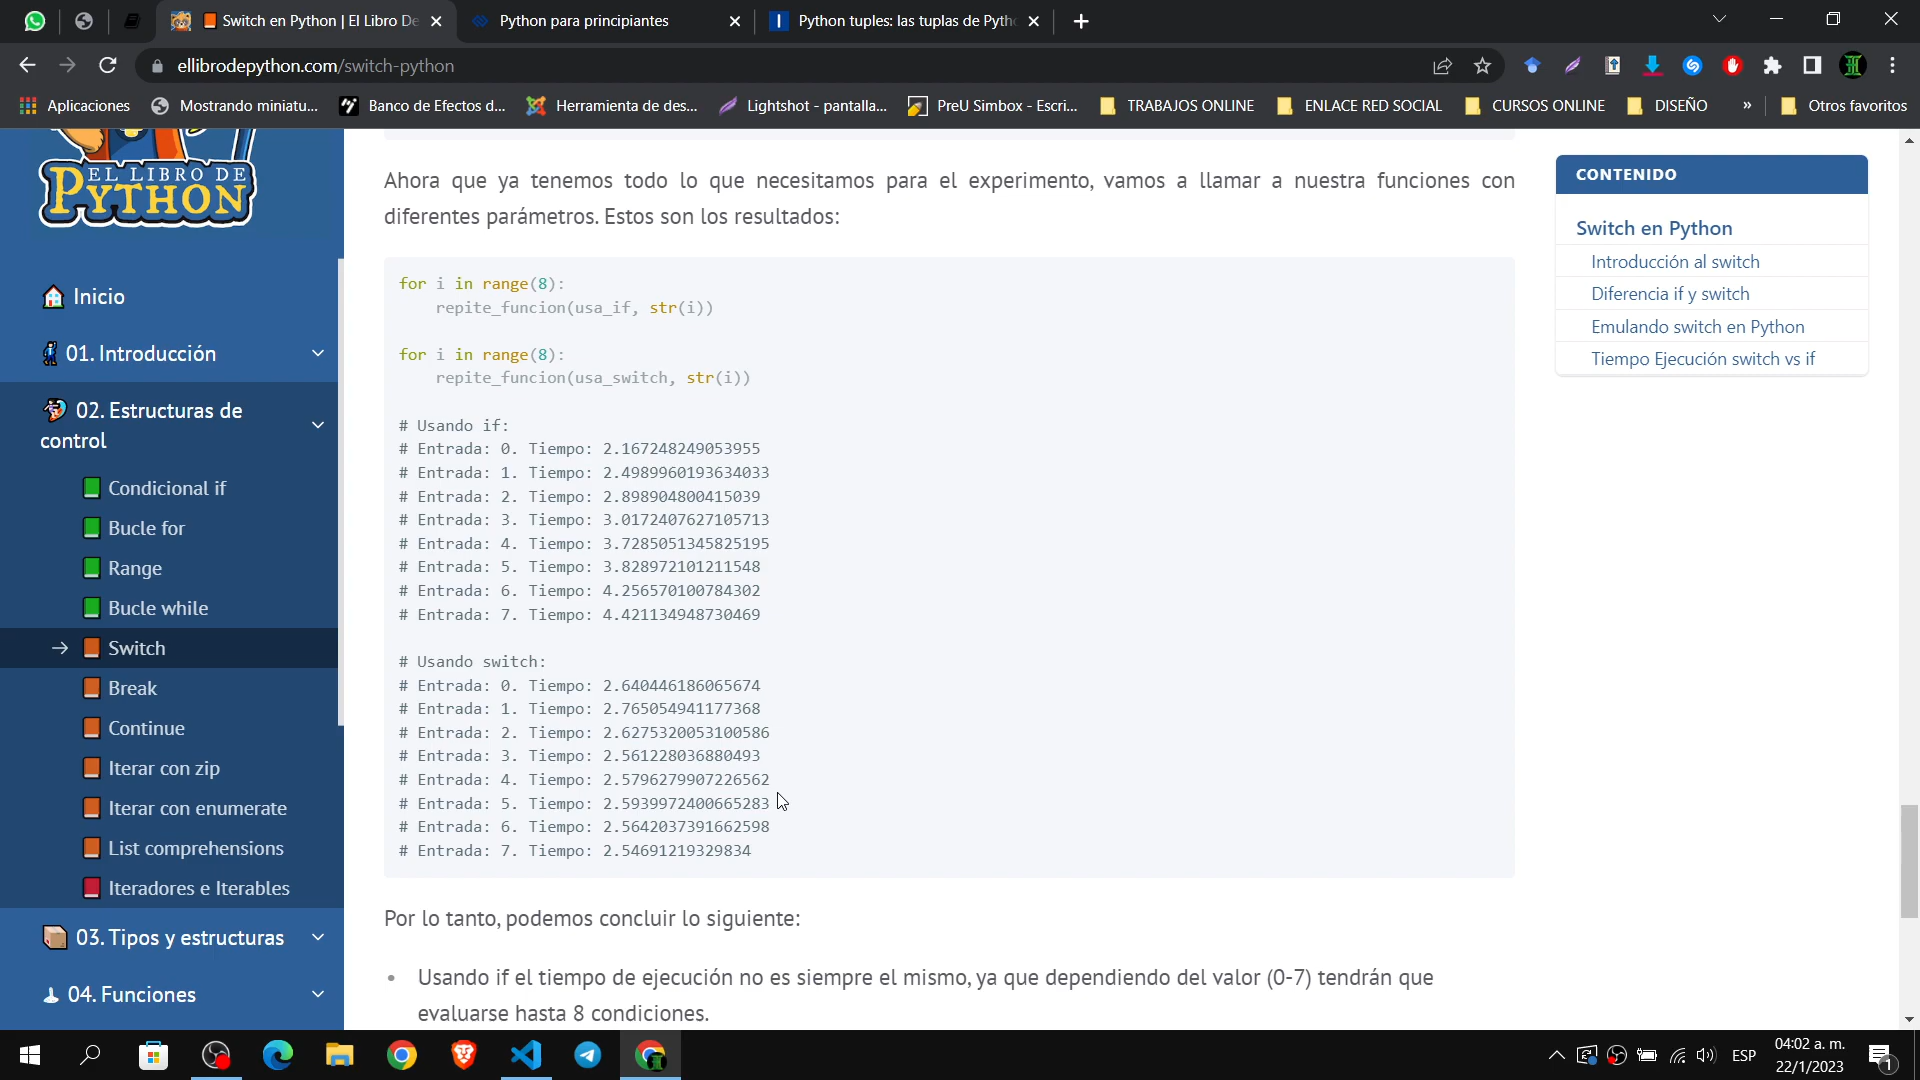 Switch en Python | El Libro De
Python para principiantes
Python tuples: las tuplas de Pytho
ellibrodepython.com/switch-python
Aplicaciones
Mostrando miniatu...
Banco de Efectos d...
Herramienta de des...
Lightshot - pantalla...
PreU Simbox - Escri...
TRABAJOS ONLINE
ENLACE RED SOCIAL
CURSOS ONLINE
DISEÑO
»
Otros favoritos
EL LIBRO DE
PYTHON
Inicio
01. Introducción
02. Estructuras de
control
Condicional if
Bucle for
Range
Bucle while
→ Switch
Break
Continue
Iterar con zip
Iterar con enumerate
List comprehensions
Iteradores e Iterables
03. Tipos y estructuras
04. Funciones
Ahora que ya tenemos todo lo que necesitamos para el experimento, vamos a llamar a nuestra funciones con
diferentes parámetros. Estos son los resultados:
for i in range(8):
    repite_funcion(usa_if, str(i))
for i in range(8):
    repite_funcion(usa_switch, str(i))
# Usando if:
# Entrada: 0. Tiempo: 2.167248249053955
# Entrada: 1. Tiempo: 2.4989960193634033
# Entrada: 2. Tiempo: 2.898904800415039
# Entrada: 3. Tiempo: 3.0172407627105713
# Entrada: 4. Tiempo: 3.7285051345825195
# Entrada: 5. Tiempo: 3.828972101211548
# Entrada: 6. Tiempo: 4.256570100784302
# Entrada: 7. Tiempo: 4.421134948730469
# Usando switch:
# Entrada: 0. Tiempo: 2.640446186065674
# Entrada: 1. Tiempo: 2.765054941177368
# Entrada: 2. Tiempo: 2.6275320053100586
# Entrada: 3. Tiempo: 2.561228036880493
# Entrada: 4. Tiempo: 2.5796279907226562
# Entrada: 5. Tiempo: 2.5939972400665283
# Entrada: 6. Tiempo: 2.5642037391662598
# Entrada: 7. Tiempo: 2.54691219329834
Por lo tanto, podemos concluir lo siguiente:
• Usando if el tiempo de ejecución no es siempre el mismo, ya que dependiendo del valor (0-7) tendrán que
evaluarse hasta 8 condiciones.
CONTENIDO
Switch en Python
Introducción al switch
Diferencia if y switch
Emulando switch en Python
Tiempo Ejecución switch vs if
ESP
04:02 a. m.
22/1/2023
1